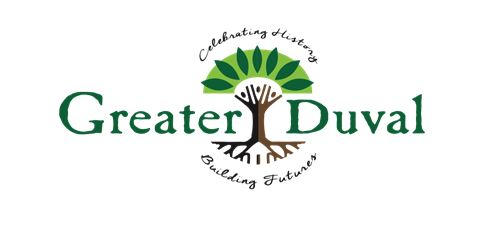 Celebrating History
Greater Duval
Building Futures